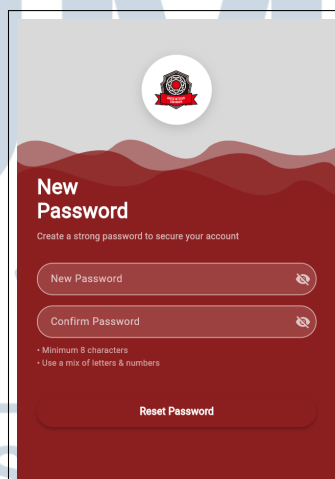 New
Password
Create a strong password to secure your account
New Password
Confirm Password
• Minimum 8 characters
• Use a mix of letters & numbers
Reset Password